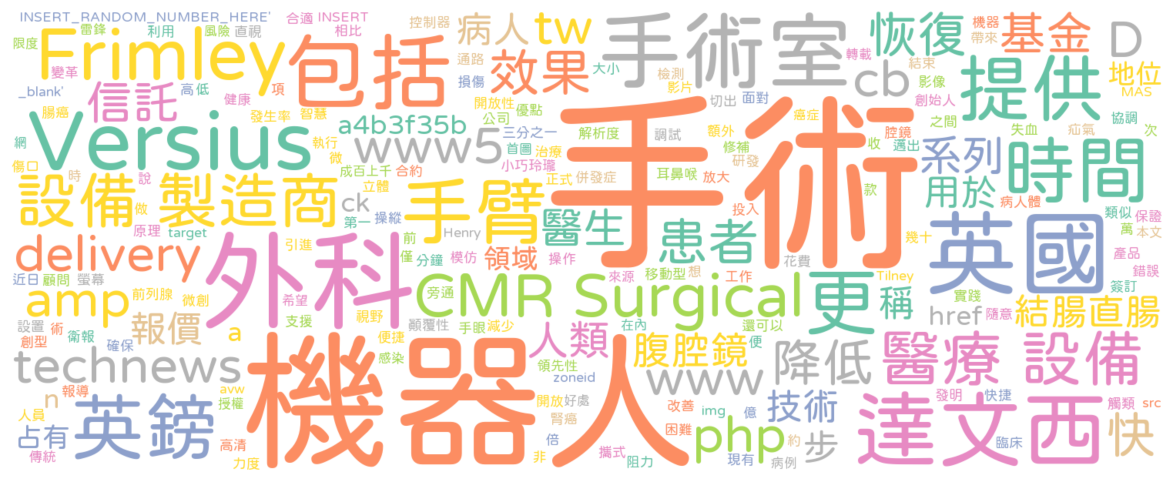 INSERT_RANDOM_NUMBER_HERE'
合適 INSERT
限度 雷鋒 利用 風險 直視 相比
Frimley
變革
包括
病人 tw
手術室
控制器
通路
效果
恢復
轉載
機器
帶來
基金
D
結束
_blank'
腸癌
信託
高 低 項
損傷
大小
檢測
影片
cb
影像
創始人
提供
地位
MAS
健康
發生率 智慧
開放性 優點
公司
切出 面對
癌症
之間
協調
Versius
a4b3f35b
三分之一
解析度
調試
額外
修補
腔鏡
失血
疝氣
次
網
執行
www5
首圖 治療
研發
收
邁出
系列
時間
傷口
微
成百上千 合約
小巧玲瓏
耳鼻喉
手術
設備 製造商
時 說
立體
ck
手臂
正式 併發症
放大
款
用於
病人體
類似 保證
做
原理 target
第一 操縱
Henry
醫生
投入
患者
幾十
萬 本文
delivery
外科
引進
前
僅 分鐘 模仿
領域
操作
花費
英國
產品
錯誤
近日 顧問 螢幕
旁通
CMR Surgical
來源 移動型 想 工作
更
Tilney
簽訂
amp
前列腺 微創
希望
稱
實踐
隨意
結腸直腸
設置 術
創型
衛報
報價
a
支援 視野
顛覆性 手眼 減少
在內
還可以
href
確保
便捷
人類
腹腔鏡
便
降低
醫療 設備
technews
感染
機器人
領先性
zoneid
www
發明 快捷
n
報導
avw
授權
開放 好處
改善
img
億
技術
觸類 src
人員
占有
英鎊
高清
腎癌
困難
php
約
步
達文西
快
傳統
力度
倍
非
攜式
阻力
現有
病例
臨床